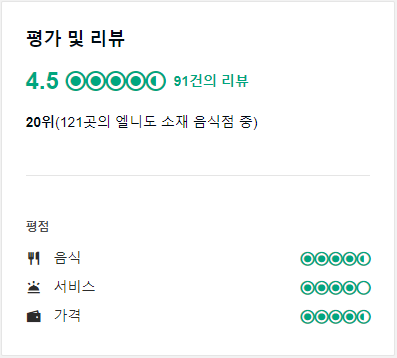 평가 및 리뷰
4.5 91건의 리뷰
20위(121곳의 엘니도 소재 음식점 중)
평점
음식
서비스
가격